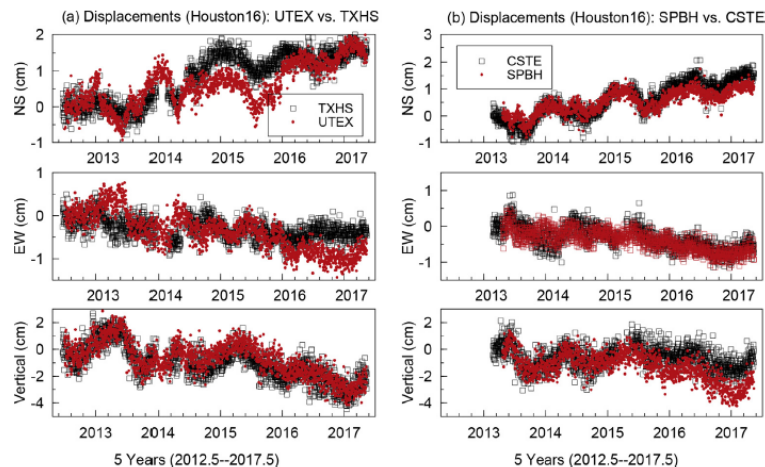 (a) Displacements (Houston16): UTEX vs. TXHS
NS (cm)
2
1
0
-1
TXHS
UTEX
2013 2014 2015 2016 2017
EW (cm)
1
0
-1
2013 2014 2015 2016 2017
Vertical (cm)
2
0
-2
-4
2013 2014 2015 2016 2017
5 Years (2012.5--2017.5)
(b) Displacements (Houston16): SPBH vs. CSTE
NS (cm)
3
2
1
0
-1
CSTE
SPBH
2013 2014 2015 2016 2017
EW (cm)
1
0
-1
2013 2014 2015 2016 2017
Vertical (cm)
2
0
-2
-4
2013 2014 2015 2016 2017
5 Years (2012.5--2017.5)